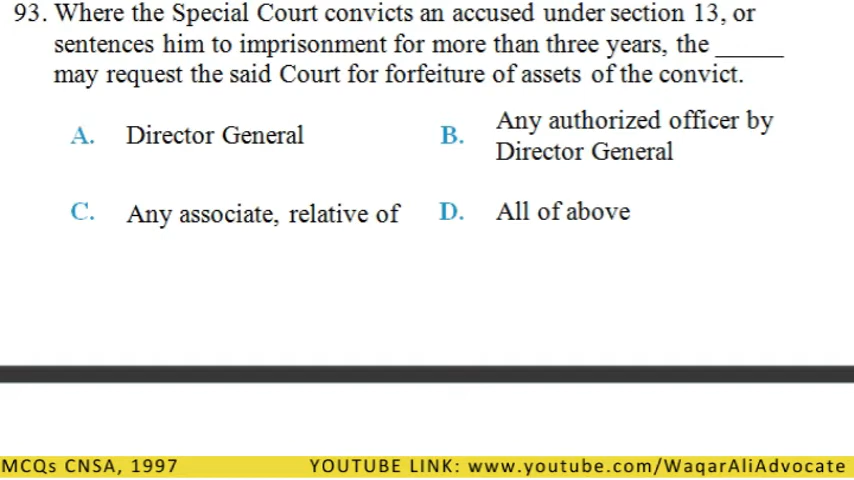 93. Where the Special Court convicts an accused under section 13, or
sentences him to imprisonment for more than three years, the _____
may request the said Court for forfeiture of assets of the convict.
A. Director General
B. Any authorized officer by
Director General
C. Any associate, relative of
D. All of above
MCQs CNSA, 1997 YOUTUBE LINK: www.youtube.com/WaqarAliAdvocate